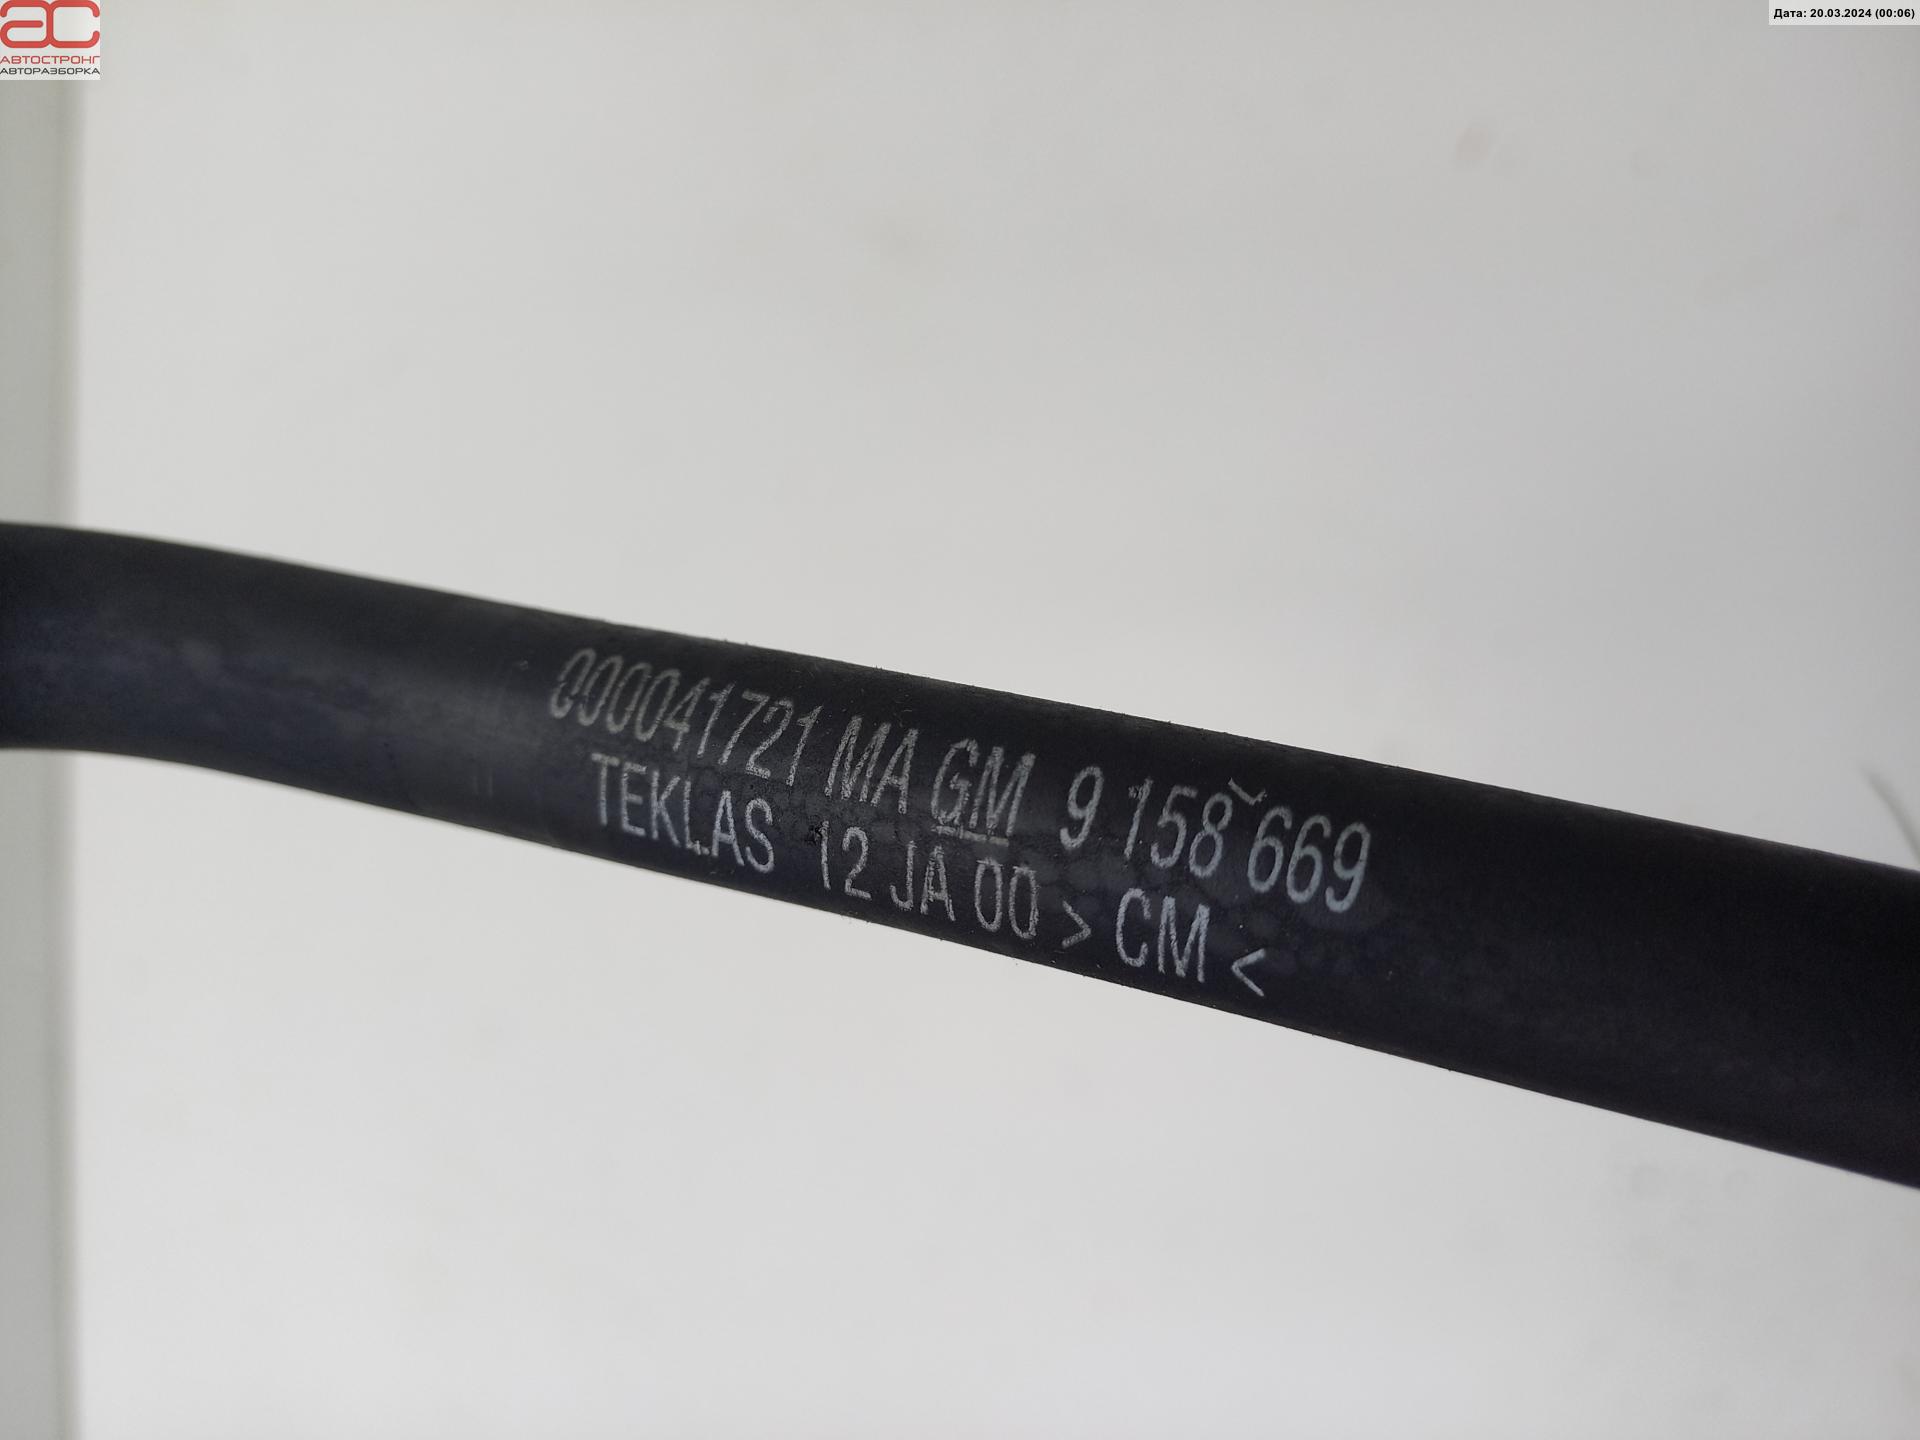 ас
АВТОСТРОНГ
АВТОРАЗБОРКА
Дата: 20.03.2024 (00:06)
000041721 MA GM 9 158 669
TEKLAS 12 JA 00 > CM <